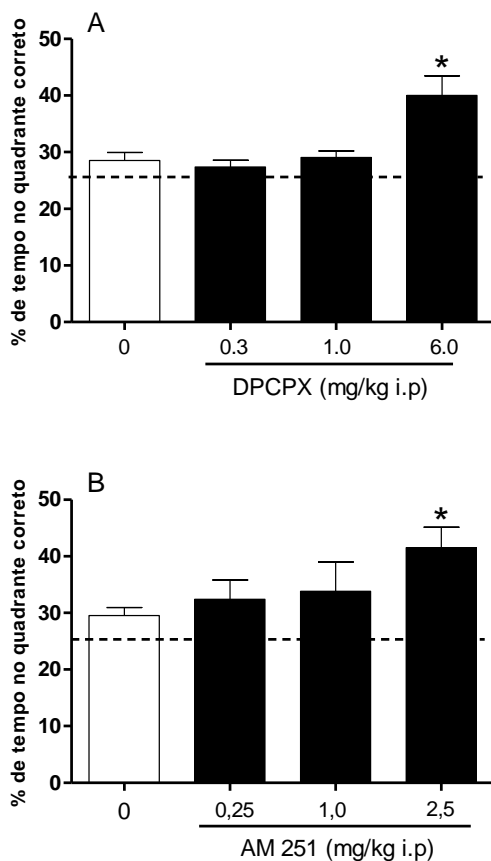 A
% de tempo no quadrante correto
50
40
30
20
10
0
*
0 0.3 1.0 6.0
DPCPX (mg/kg i.p)
B
% de tempo no quadrante correto
50
40
30
20
10
0
*
0 0,25 1,0 2,5
AM 251 (mg/kg i.p)